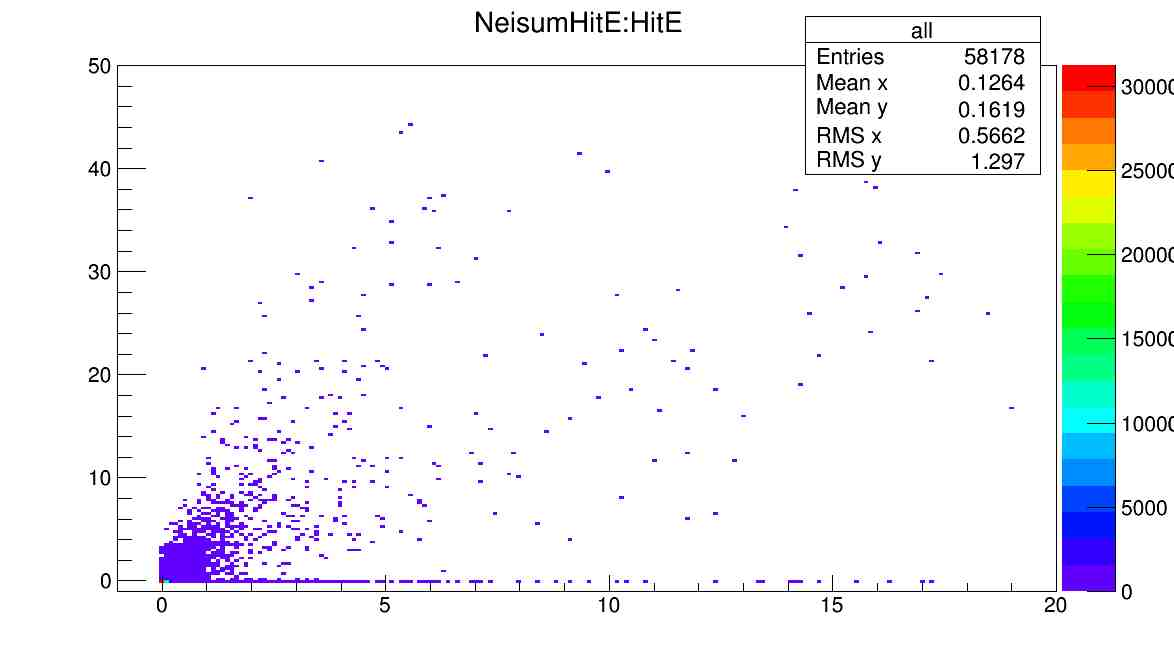 NeisumHitE:HitE
all
Entries 58178
Mean x 0.1264
Mean y 0.1619
RMS x 0.5662
RMS y 1.297
50
40
30
20
10
0
0 5 10 15 20
30000
25000
20000
15000
10000
5000
0